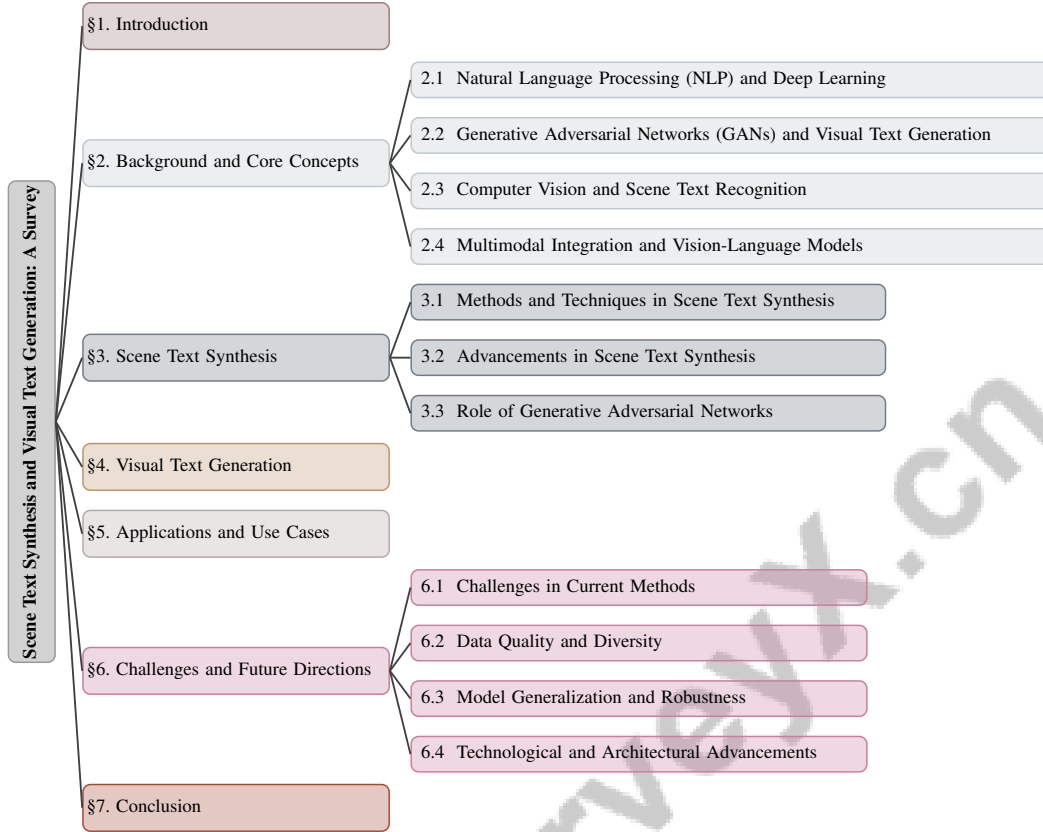 Scene Text Synthesis and Visual Text Generation: A Survey
§1. Introduction
§2. Background and Core Concepts
2.1 Natural Language Processing (NLP) and Deep Learning
2.2 Generative Adversarial Networks (GANs) and Visual Text Generation
2.3 Computer Vision and Scene Text Recognition
2.4 Multimodal Integration and Vision-Language Models
§3. Scene Text Synthesis
3.1 Methods and Techniques in Scene Text Synthesis
3.2 Advancements in Scene Text Synthesis
3.3 Role of Generative Adversarial Networks
§4. Visual Text Generation
§5. Applications and Use Cases
§6. Challenges and Future Directions
6.1 Challenges in Current Methods
6.2 Data Quality and Diversity
6.3 Model Generalization and Robustness
6.4 Technological and Architectural Advancements
§7. Conclusion
rveyx.cn